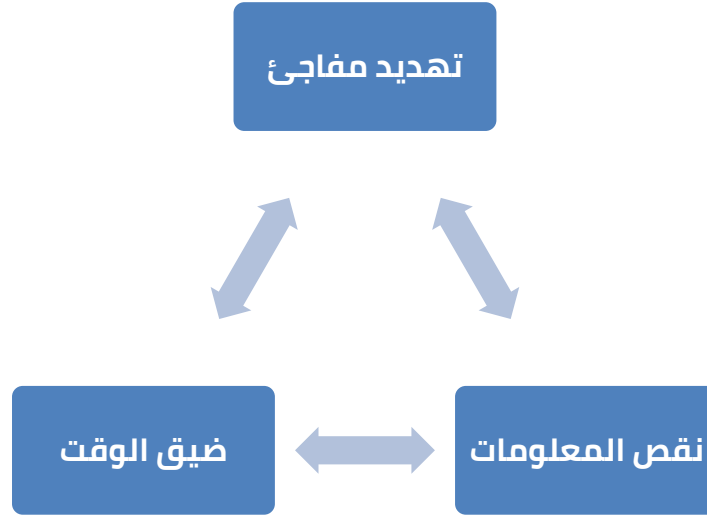 تهديد مفاجئ
نقص المعلومات
ضيق الوقت